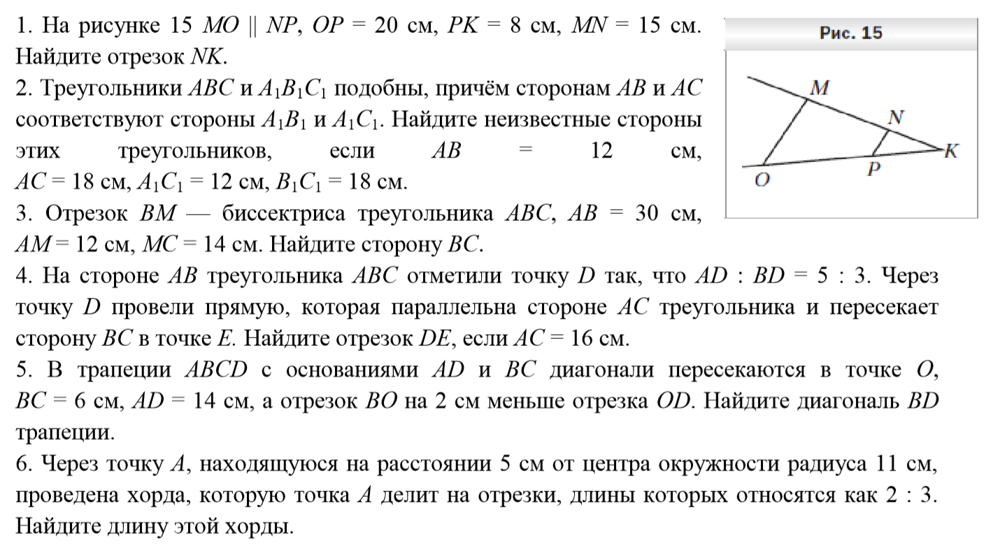 1. На рисунке 15 MO || NP, OP = 20 см, PK = 8 см, MN = 15 см.
Найдите отрезок NK.
2. Треугольники ABC и A₁B₁C₁ подобны, причём сторонам AB и AC
соответствуют стороны A₁B₁ и A₁C₁. Найдите неизвестные стороны
этих треугольников, если AB = 12 см,
AC = 18 см, A₁C₁ = 12 см, B₁C₁ = 18 см.
3. Отрезок BM — биссектриса треугольника ABC, AB = 30 см,
AM = 12 см, MC = 14 см. Найдите сторону BC.
4. На стороне AB треугольника ABC отметили точку D так, что AD : BD = 5 : 3. Через
точку D провели прямую, которая параллельна стороне AC треугольника и пересекает
сторону BC в точке E. Найдите отрезок DE, если AC = 16 см.
5. В трапеции ABCD с основаниями AD и BC диагонали пересекаются в точке O,
BC = 6 см, AD = 14 см, а отрезок BO на 2 см меньше отрезка OD. Найдите диагональ BD
трапеции.
6. Через точку A, находящуюся на расстоянии 5 см от центра окружности радиуса 11 см,
проведена хорда, которую точка A делит на отрезки, длины которых относятся как 2 : 3.
Найдите длину этой хорды.
Рис. 15
M
N
K
P
O